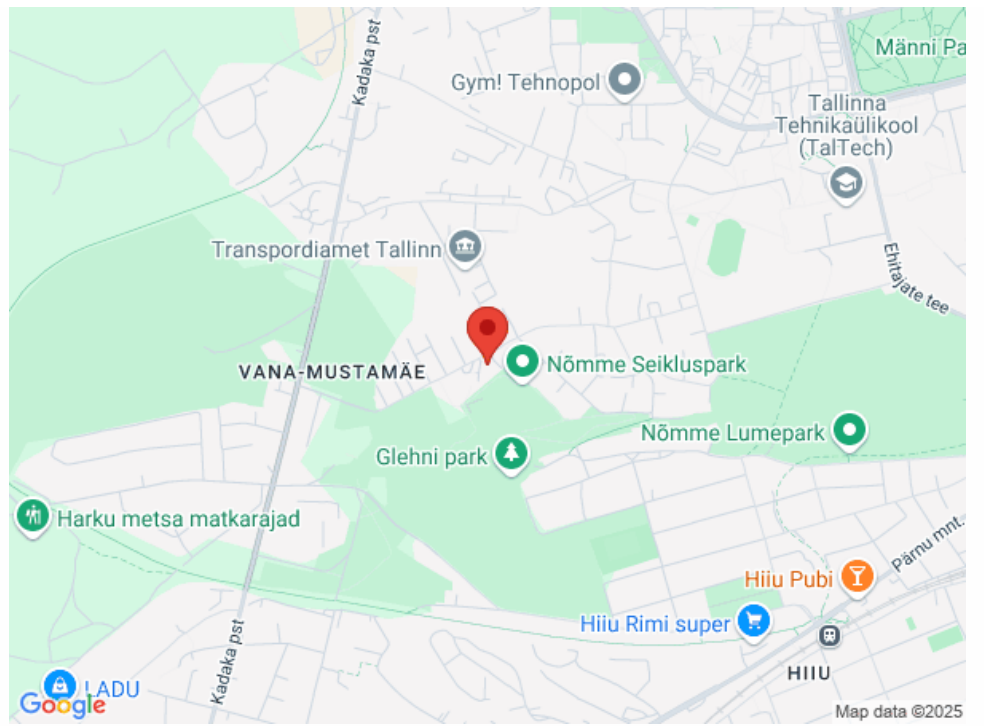 Kadaka pst
Männi Pa
Gym! Tehnopol
Tallinna
Tehnikaülikool
(TalTech)
Transpordiamet Tallinn
Ehitajate tee
VANA-MUSTAMÄE
Nõmme Seikluspark
Nõmme Lumepark
Glehni park
Harku metsa matkarajad
Pärnu mnt.
Hiiu Pubi
Hiiu Rimi super
Kadaka pst
HIIU
LADU
Google
Map data ©2025